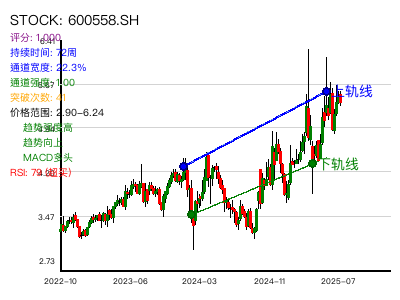 STOCK: 600558.SH
评分: 1.000
持续时间: 72周
通道宽度: 22.3%
通道强度: 1.00
突破次数: 41
价格范围: 2.90−6.24
趋势强度高
趋势向上
MACD多头
上轨线
下轨线
3.47
2.73
2022−10
2023−06
2024−03
2024−11
2025−07